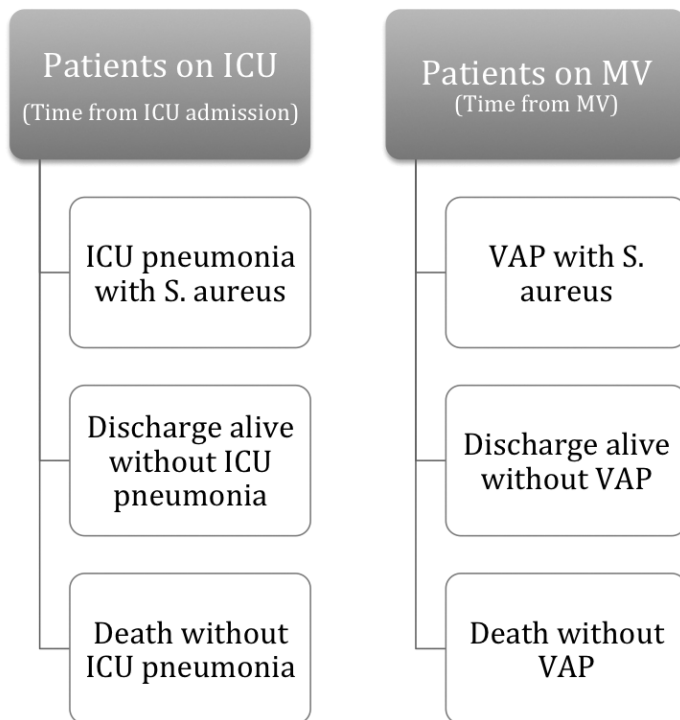 Patients on ICU
(Time from ICU admission)
ICU pneumonia
with S. aureus
Discharge alive
without ICU
pneumonia
Death without
ICU pneumonia
Patients on MV
(Time from MV)
VAP with S.
aureus
Discharge alive
without VAP
Death without
VAP